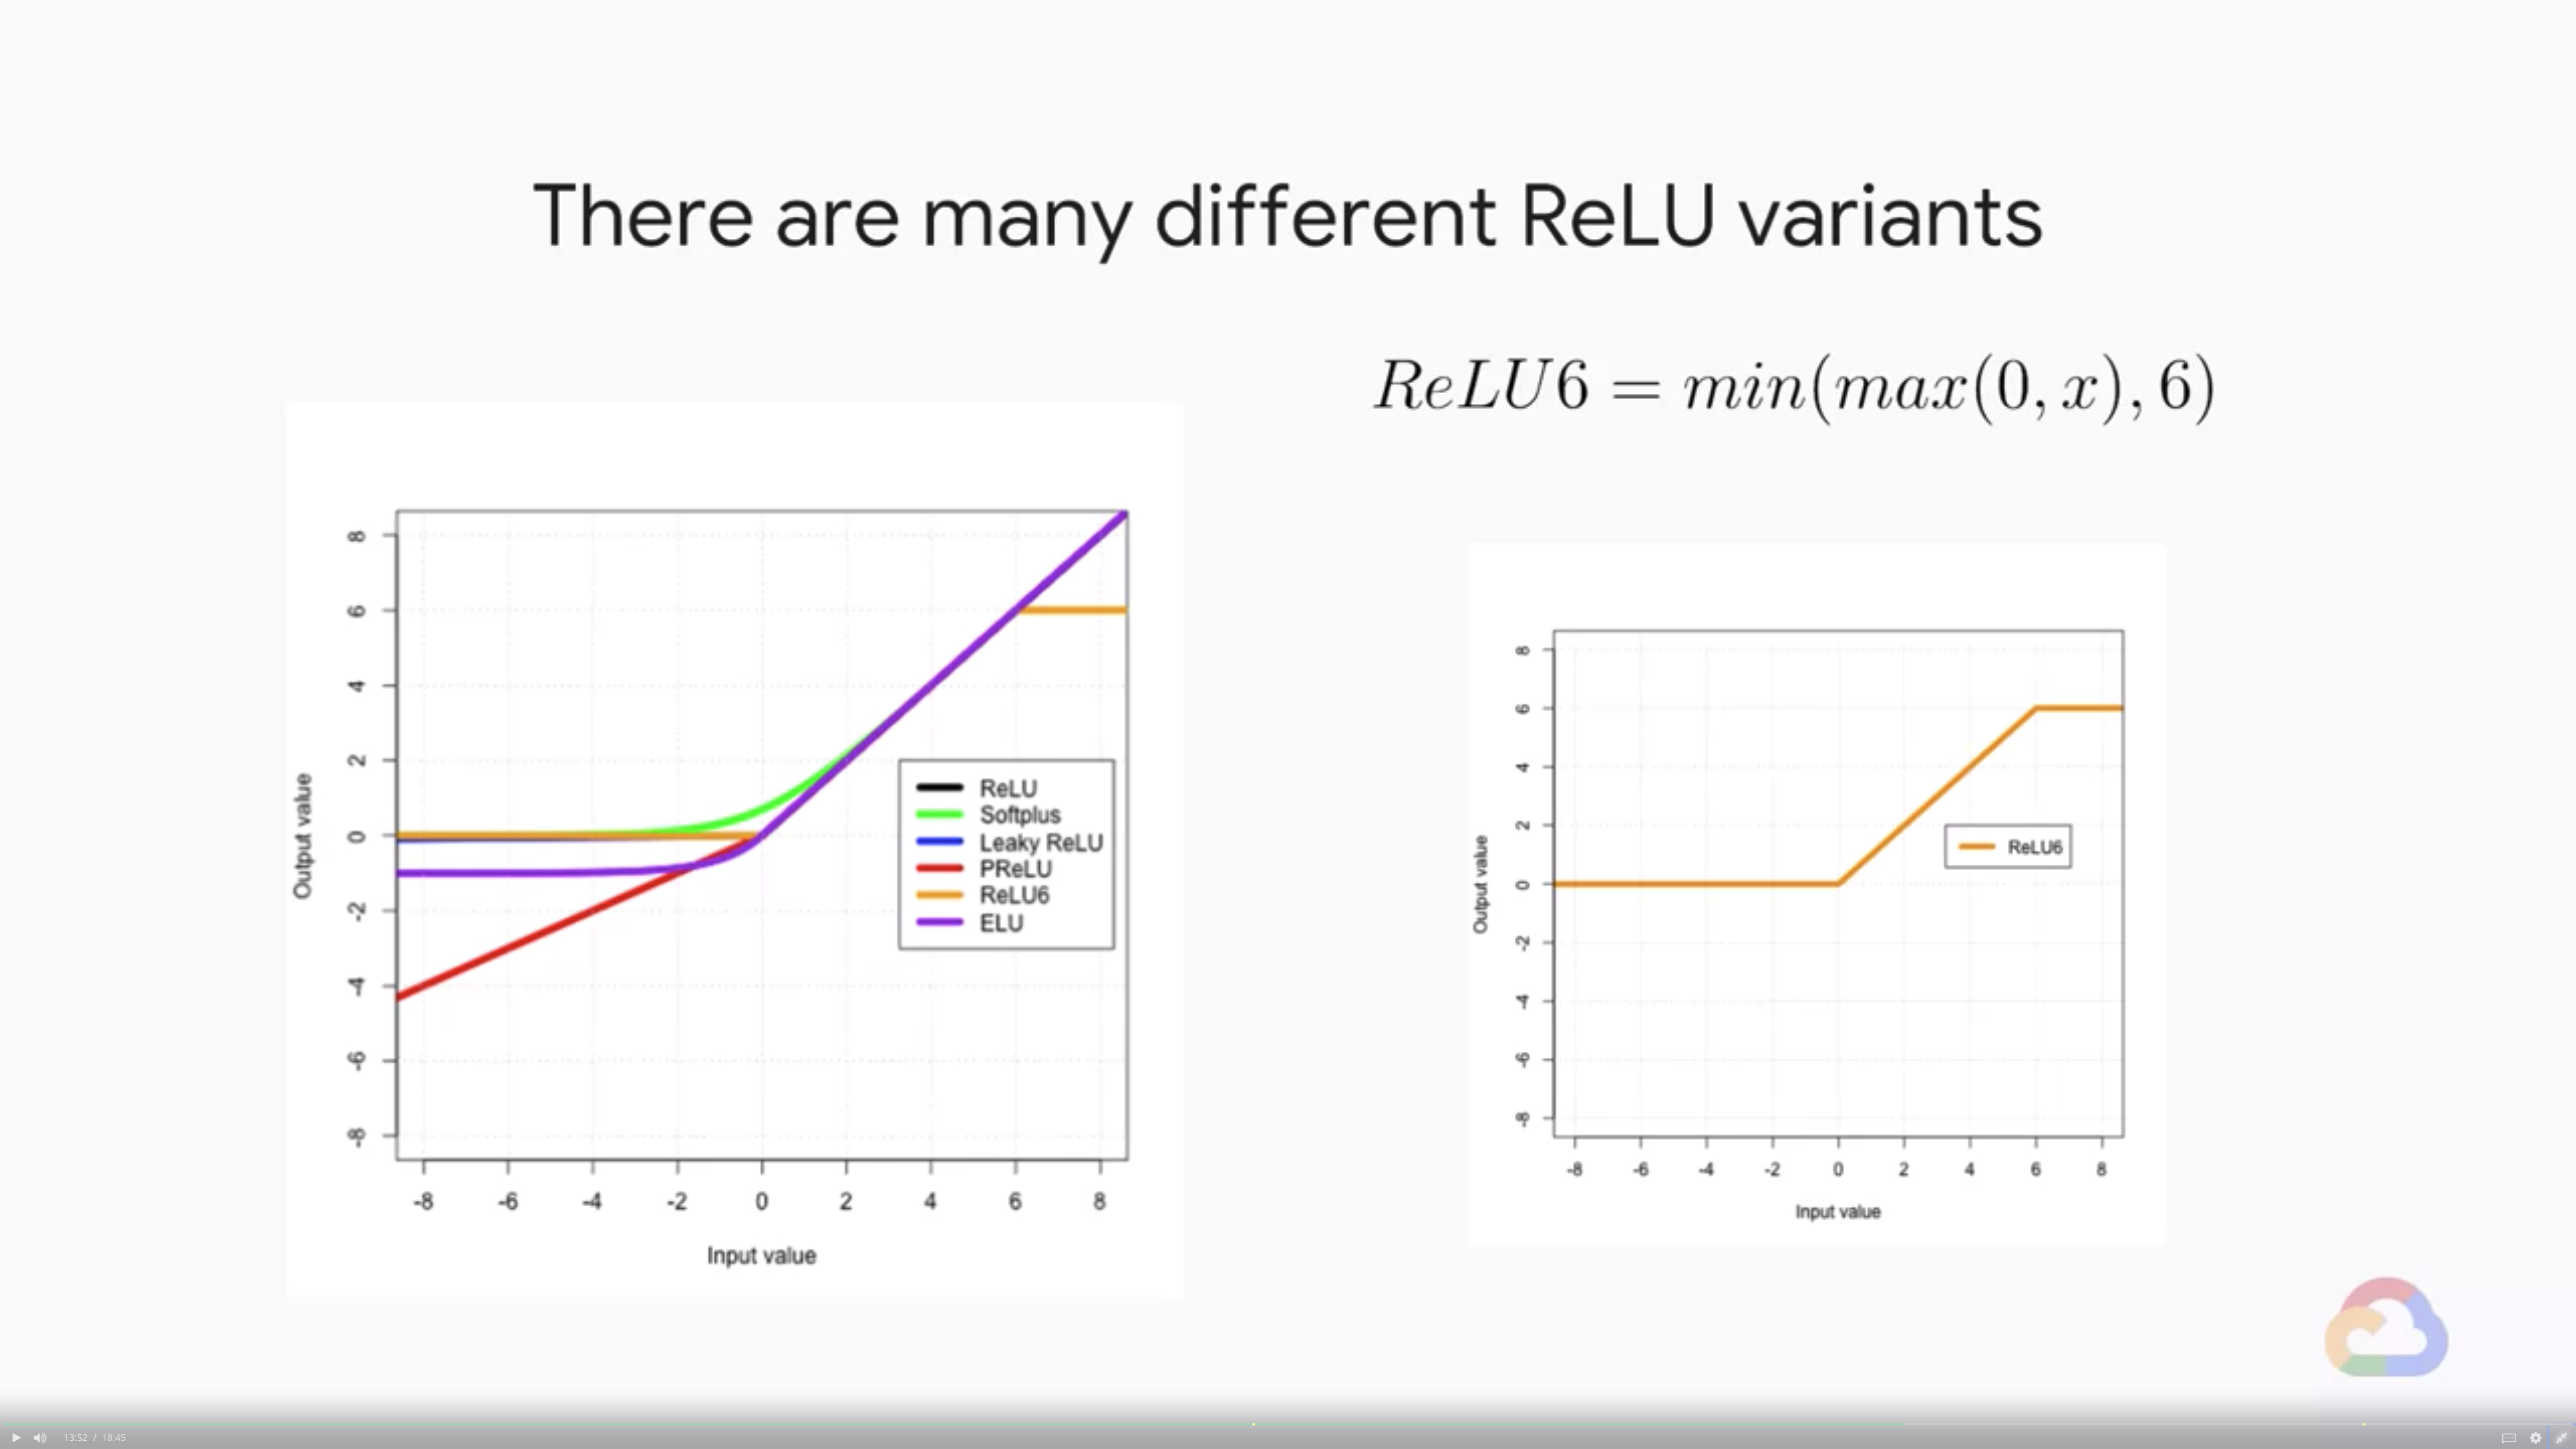 There are many different ReLU variants
ReLU6 = min(max(0, x), 6)
8
6
4
2
0
-2
-4
-6
-8
Output value
ReLU
Softplus
Leaky ReLU
PReLU
ReLU6
ELU
-8 -6 -4 -2 0 2 4 6 8
Input value
8
6
4
2
0
-2
-4
-6
-8
Output value
ReLU6
-8 -6 -4 -2 0 2 4 6 8
Input value
13:52 / 18:45